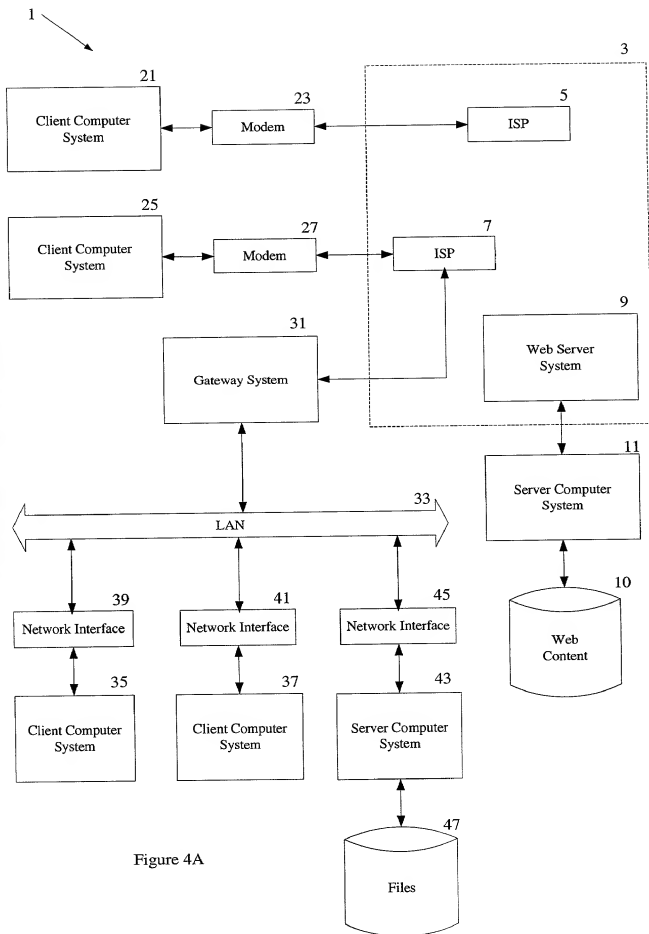 1
3
21
Client Computer
System
23
Modem
5
ISP
25
Client Computer
System
27
Modem
7
ISP
31
Gateway System
9
Web Server
System
11
Server Computer
System
33
LAN
10
Web
Content
39
Network Interface
41
Network Interface
45
Network Interface
35
Client Computer
System
37
Client Computer
System
43
Server Computer
System
47
Files
Figure 4A